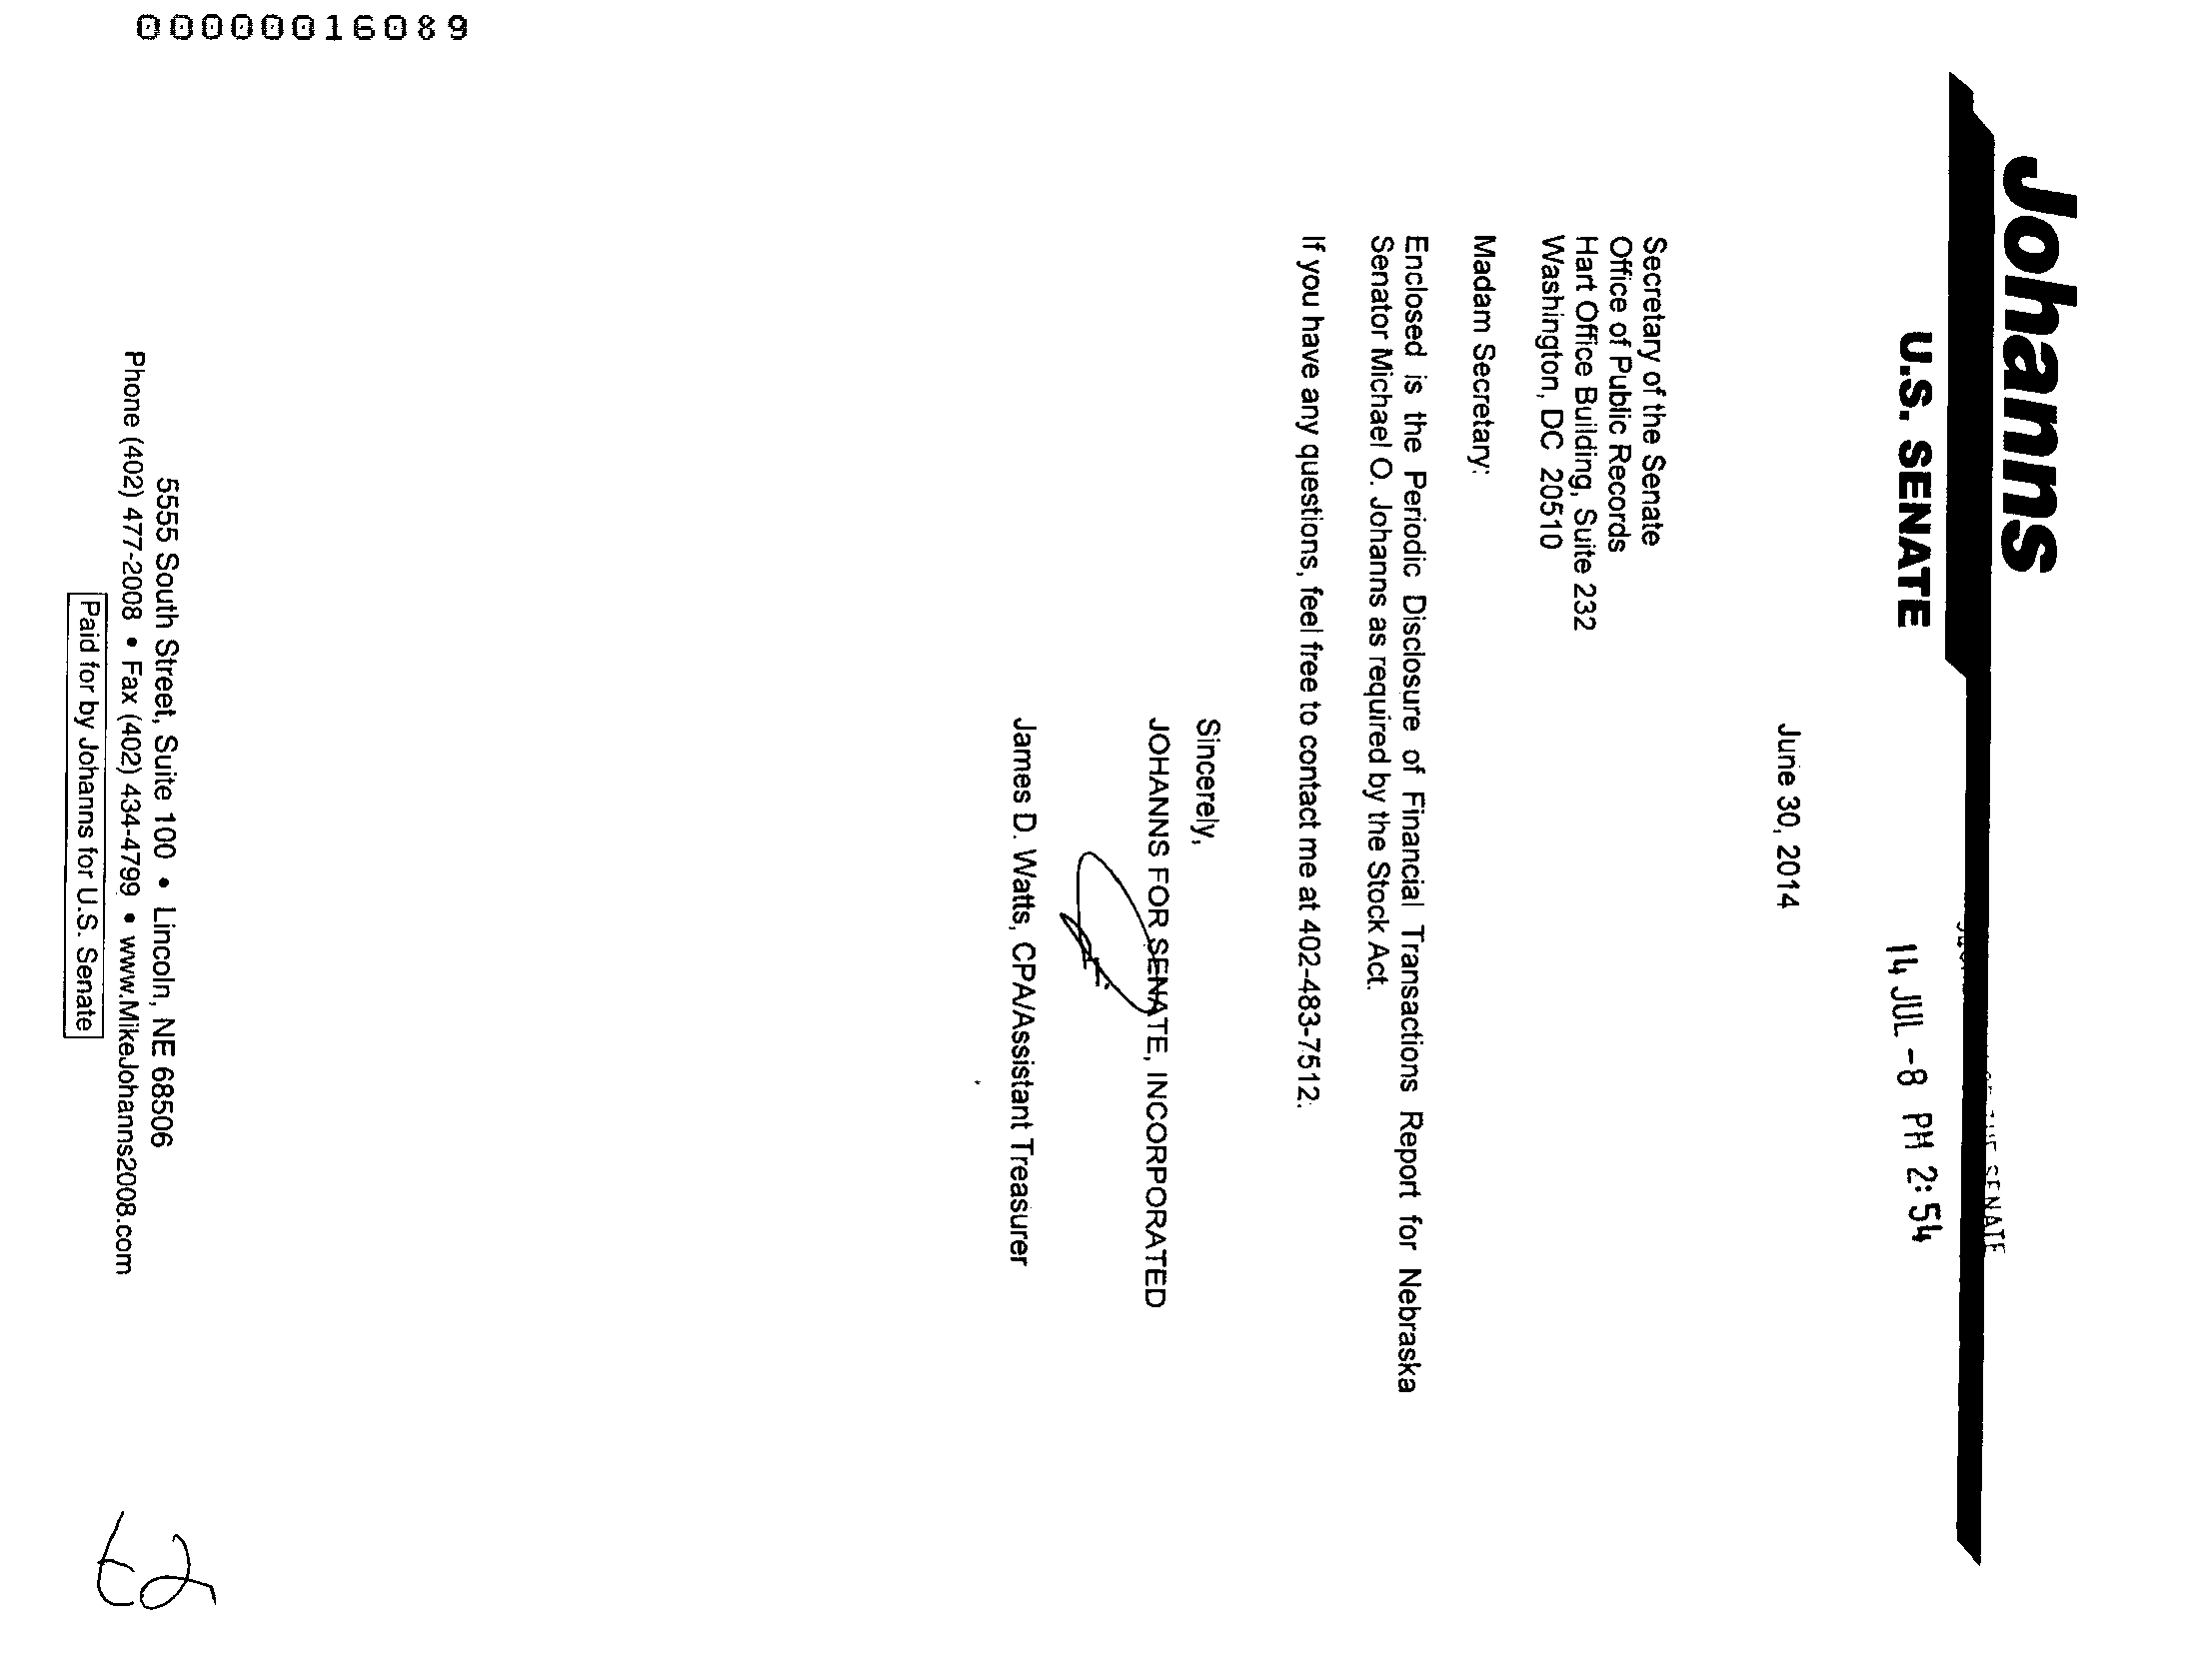 00000016089
Johanns
U.S. SENATE
THE SENATE
14 JUL -8 PM 2:54
June 30, 2014
Secretary of the Senate
Office of Public Records
Hart Office Building, Suite 232
Washington, DC 20510
Madam Secretary:
Enclosed is the Periodic Disclosure of Financial Transactions Report for Nebraska
Senator Michael O. Johanns as required by the Stock Act.
If you have any questions, feel free to contact me at 402-483-7512.
Sincerely,
JOHANNS FOR SENATE, INCORPORATED
James D. Watts, CPA/Assistant Treasurer
5555 South Street, Suite 100 • Lincoln, NE 68506
Phone (402) 477-2008 • Fax (402) 434-4799 • www.MikeJohanns2008.com
Paid for by Johanns for U.S. Senate